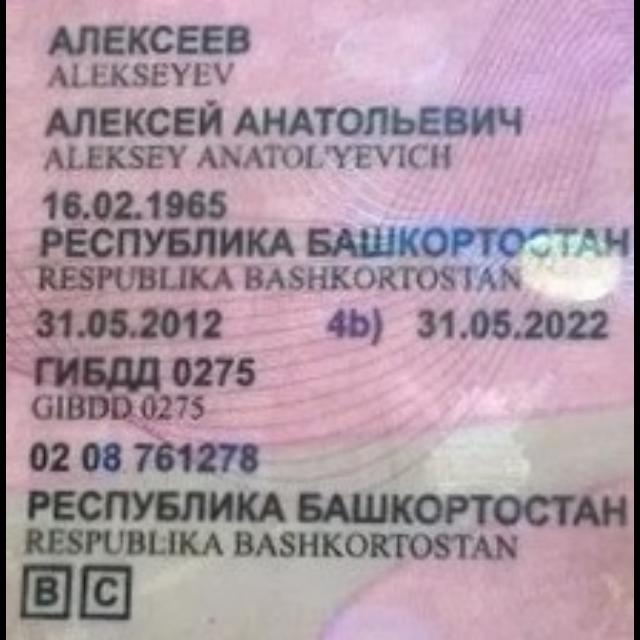 АЛЕКСЕЕВ
ALEKSEYEV
АЛЕКСЕЙ АНАТОЛЬЕВИЧ
ALEKSEY ANATOL'YEVICH
16.02.1965
РЕСПУБЛИКА БАШКОРТОСТАН
RESPUBLIKA BASHKORTOSTAN
31.05.2012 4b) 31.05.2022
ГИБДД 0275
GIBDD 0275
02 08 761278
РЕСПУБЛИКА БАШКОРТОСТАН
RESPUBLIKA BASHKORTOSTAN
B C